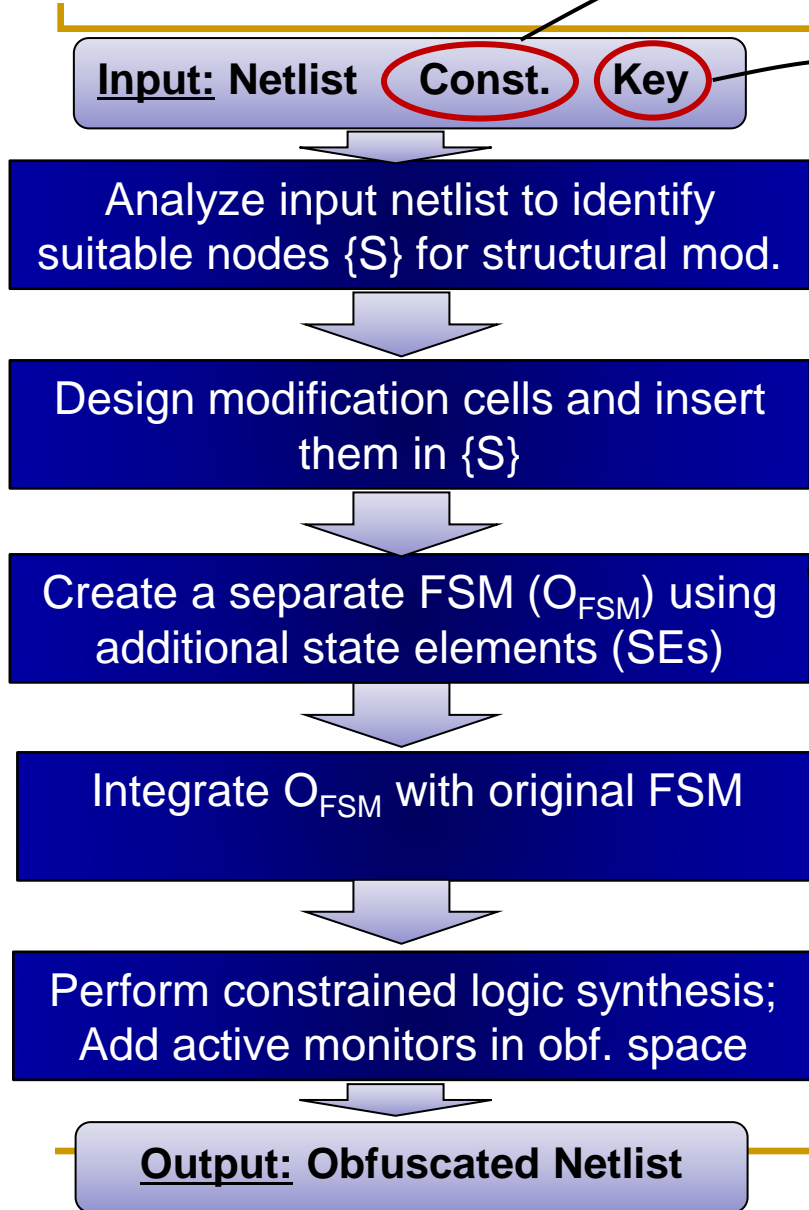 Input: Netlist Const. Key
Analyze input netlist to identify
suitable nodes {S} for structural mod.
Design modification cells and insert
them in {S}
Create a separate FSM (O_FSM) using
additional state elements (SEs)
Integrate O_FSM with original FSM
Perform constrained logic synthesis;
Add active monitors in obf. space
Output: Obfuscated Netlist